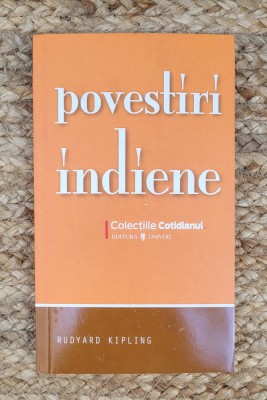 povestiri
indiene
Colecțiile Cotidianul
EDITURA UNIVERS
RUDYARD KIPLING